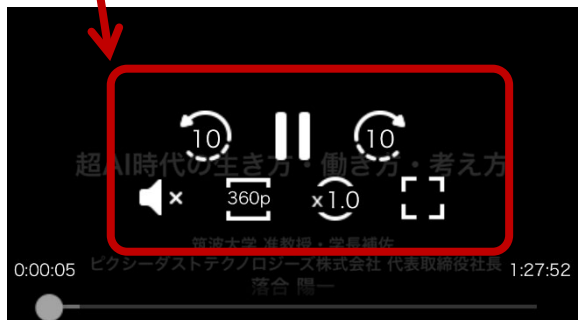 10 10
超AI時代の生き方・働き方・考え方
× 360p ×1.0
筑波大学 准教授・学長補佐
0:00:05 ピクシーダストテクノロジーズ株式会社 代表取締役社長 1:27:52
落合 陽一